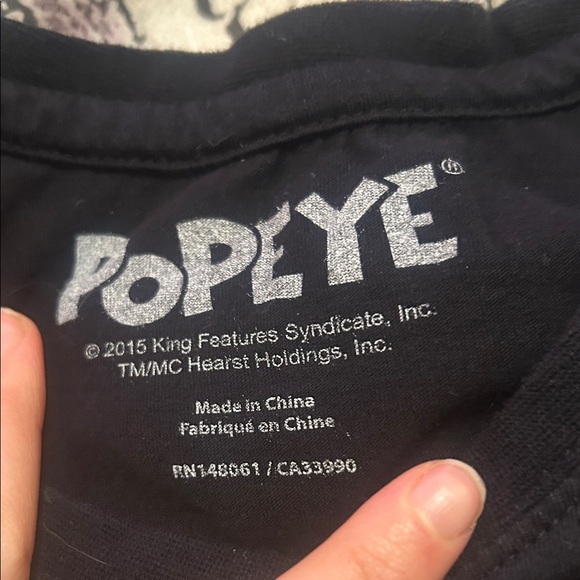 POPEYE®
© 2015 King Features Syndicate, Inc.
TM/MC Hearst Holdings, Inc.
Made in China
Fabriqué en Chine
RN148061 / CA33990